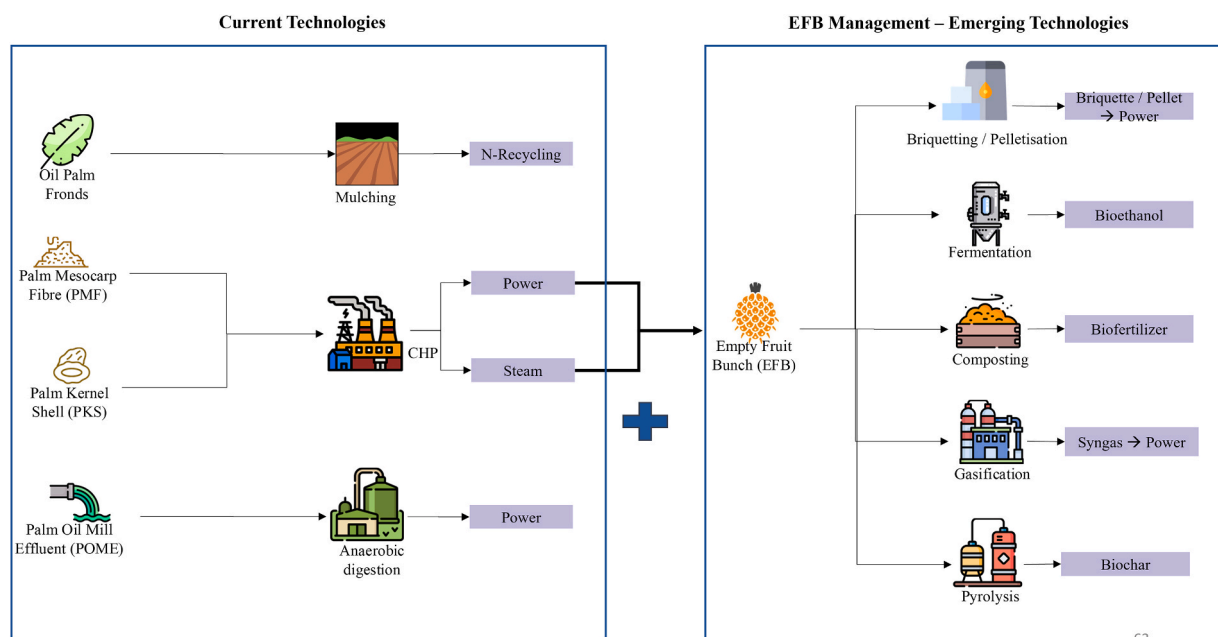 Current Technologies
EFB Management – Emerging Technologies
Oil Palm
Fronds
Mulching
N-Recycling
Palm Mesocarp
Fibre (PMF)
Palm Kernel
Shell (PKS)
CHP
Power
Steam
Palm Oil Mill
Effluent (POME)
Anaerobic
digestion
Power
Empty Fruit
Bunch (EFB)
Briquetting / Pelletisation
Briquette / Pellet
→ Power
Fermentation
Bioethanol
Composting
Biofertilizer
Gasification
Syngas → Power
Pyrolysis
Biochar